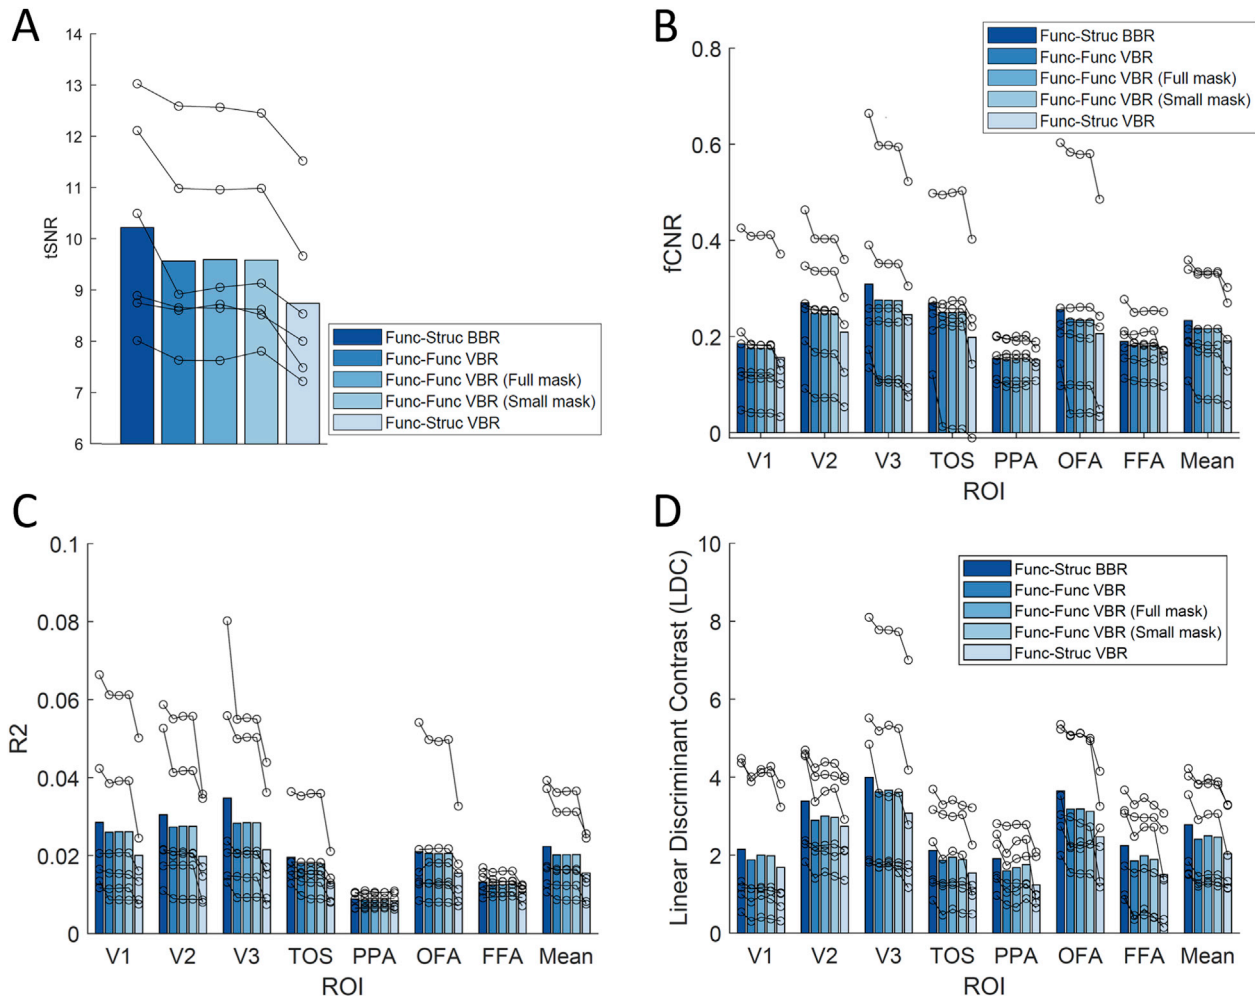 A
14
13
12
11
10
9
8
7
6
tSNR
Func-Struc BBR
Func-Func VBR
Func-Func VBR (Full mask)
Func-Func VBR (Small mask)
Func-Struc VBR
B
0.8
0.6
0.4
0.2
0
fCNR
Func-Struc BBR
Func-Func VBR
Func-Func VBR (Full mask)
Func-Func VBR (Small mask)
Func-Struc VBR
V1 V2 V3 TOS PPA OFA FFA Mean
ROI
C
0.1
0.08
0.06
0.04
0.02
0
R2
V1 V2 V3 TOS PPA OFA FFA Mean
ROI
D
10
8
6
4
2
0
Linear Discriminant Contrast (LDC)
Func-Struc BBR
Func-Func VBR
Func-Func VBR (Full mask)
Func-Func VBR (Small mask)
Func-Struc VBR
V1 V2 V3 TOS PPA OFA FFA Mean
ROI